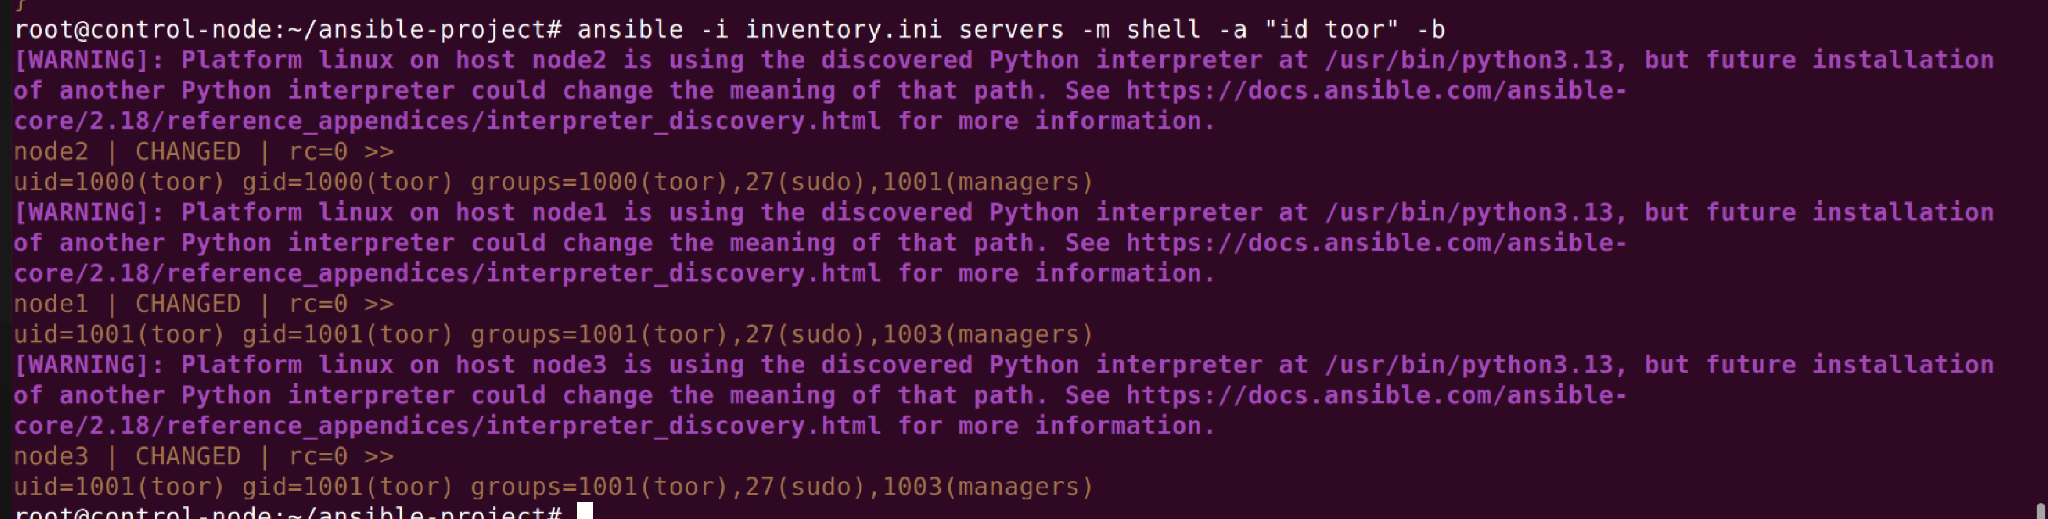 }
root@control-node:~/ansible-project# ansible -i inventory.ini servers -m shell -a "id toor" -b
[WARNING]: Platform linux on host node2 is using the discovered Python interpreter at /usr/bin/python3.13, but future installation
of another Python interpreter could change the meaning of that path. See https://docs.ansible.com/ansible-
core/2.18/reference_appendices/interpreter_discovery.html for more information.
node2 | CHANGED | rc=0 >>
uid=1000(toor) gid=1000(toor) groups=1000(toor),27(sudo),1001(managers)
[WARNING]: Platform linux on host node1 is using the discovered Python interpreter at /usr/bin/python3.13, but future installation
of another Python interpreter could change the meaning of that path. See https://docs.ansible.com/ansible-
core/2.18/reference_appendices/interpreter_discovery.html for more information.
node1 | CHANGED | rc=0 >>
uid=1001(toor) gid=1001(toor) groups=1001(toor),27(sudo),1003(managers)
[WARNING]: Platform linux on host node3 is using the discovered Python interpreter at /usr/bin/python3.13, but future installation
of another Python interpreter could change the meaning of that path. See https://docs.ansible.com/ansible-
core/2.18/reference_appendices/interpreter_discovery.html for more information.
node3 | CHANGED | rc=0 >>
uid=1001(toor) gid=1001(toor) groups=1001(toor),27(sudo),1003(managers)
root@control-node:~/ansible-project#